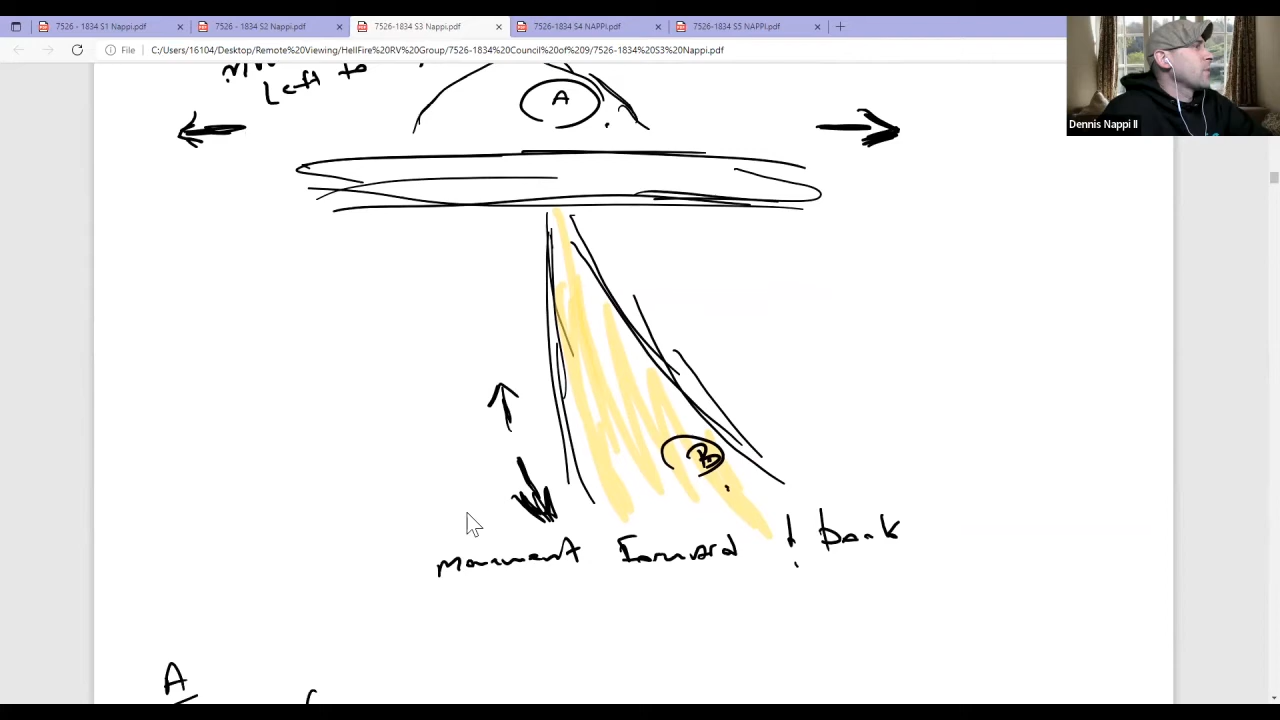 7526 - 1834 S1 Nappi.pdf
7526 - 1834 S2 Nappi.pdf
7526-1834 S3 Nappi.pdf
7526-1834 S4 NAPPI.pdf
7526-1834 S5 NAPPI.pdf
File
C:/Users/16104/Desktop/Remote%20Viewing/HellFire%20RV%20Group/7526-1834%20Council%20of%209/7526-1834%20S3%20Nappi.pdf
Dennis Nappi II
Left to
A
B
Movement Forward & back
A